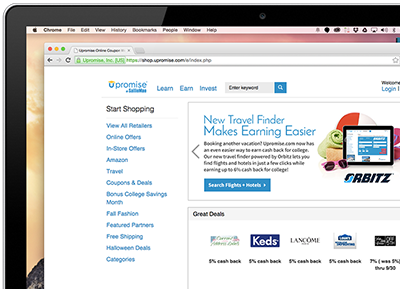 Chrome File Edit View History Bookmarks People Window Help
Upromise Online Coupon
Upromise, Inc. [US] https://shop.upromise.com/e/index.php
Upromise
by SallieMae
Learn Earn Invest
Enter keyword
Welcome
Login
Start Shopping
View All Retailers
Online Offers
In-Store Offers
Amazon
Travel
Coupons & Deals
Bonus College Savings
Month
Fall Fashion
Featured Partners
Free Shipping
Halloween Deals
Categories
New Travel Finder
Makes Earning Easier
Booking another vacation? Upromise.com now has
an even easier way to earn cash back for college.
Our new travel finder powered by Orbitz lets you
find flights and hotels in just a few clicks while
earning up to 6% cash back for college!
Search Flights + Hotels
ORBITZ
Great Deals
Keds
LANCÔME
5% cash back
5% cash back
5% cash back
5% cash back
7% ( was 5%)
thru 9/30